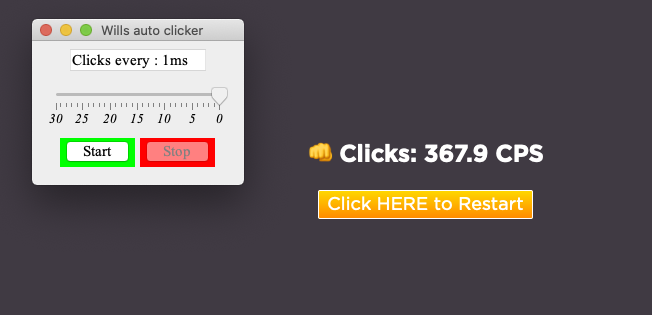 Wills auto clicker
Clicks every : 1ms
30 25 20 15 10 5 0
Start Stop
👊 Clicks: 367.9 CPS
Click HERE to Restart